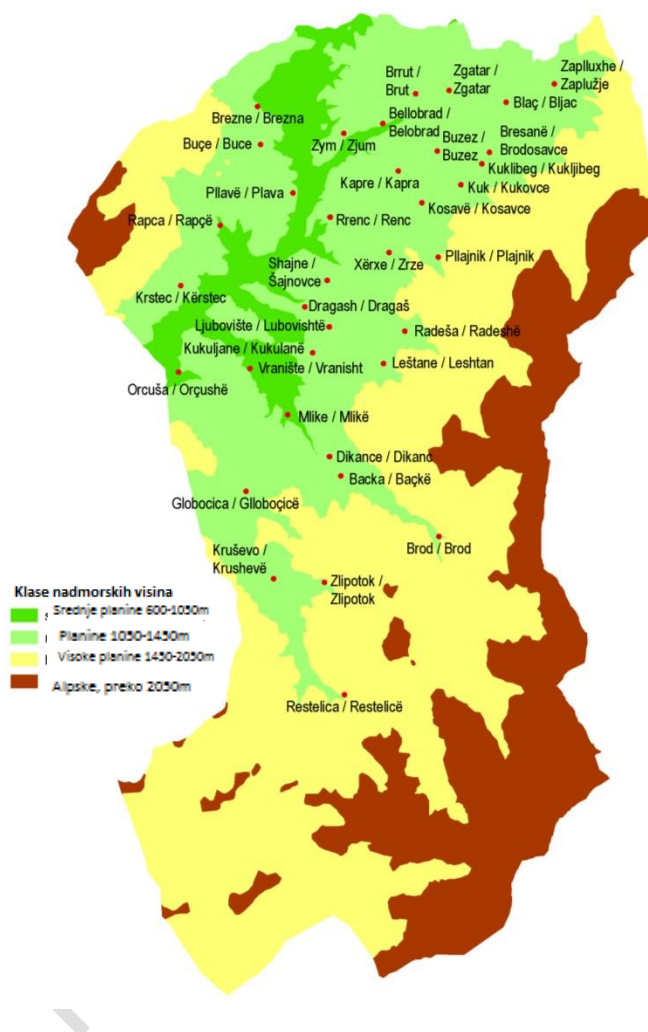 Brrut /
Brut
Zgatar /
Zgatar
Zaplluxhe /
Zaplužje
Blaç / Bljac
Brezne / Brezna
Bellobrad /
Belobrad
Buçe / Buce
Zym / Zjum
Buzez /
Buzez
Bresanë /
Brodosavce
Kuklibeg / Kukljibeg
Kapre / Kapra
Kuk / Kukovce
Pllavë / Plava
Kosavë / Kosavce
Rapca / Rapçë
Rrenc / Renc
Xërxe / Zrze
Pllajnik / Plajnik
Shajne /
Šajnovce
Krstec / Kërstec
Dragash / Dragaš
Ljubovište / Lubovishtë
Radeša / Radeshë
Kukuljane / Kukulanë
Leštane / Leshtan
Vranište / Vranisht
Orcuša / Orçushë
Mlike / Mlikë
Dikance / Dikanc
Backa / Baçkë
Globocica / Glloboçicë
Brod / Brod
Kruševo /
Krushevë
Zlipotok /
Zlipotok
Restelica / Restelicë
Klase nadmorskih visina
Srednje planine 600-1050m
Planine 1050-1450m
Visoke planine 1450-2050m
Alpske, preko 2050m